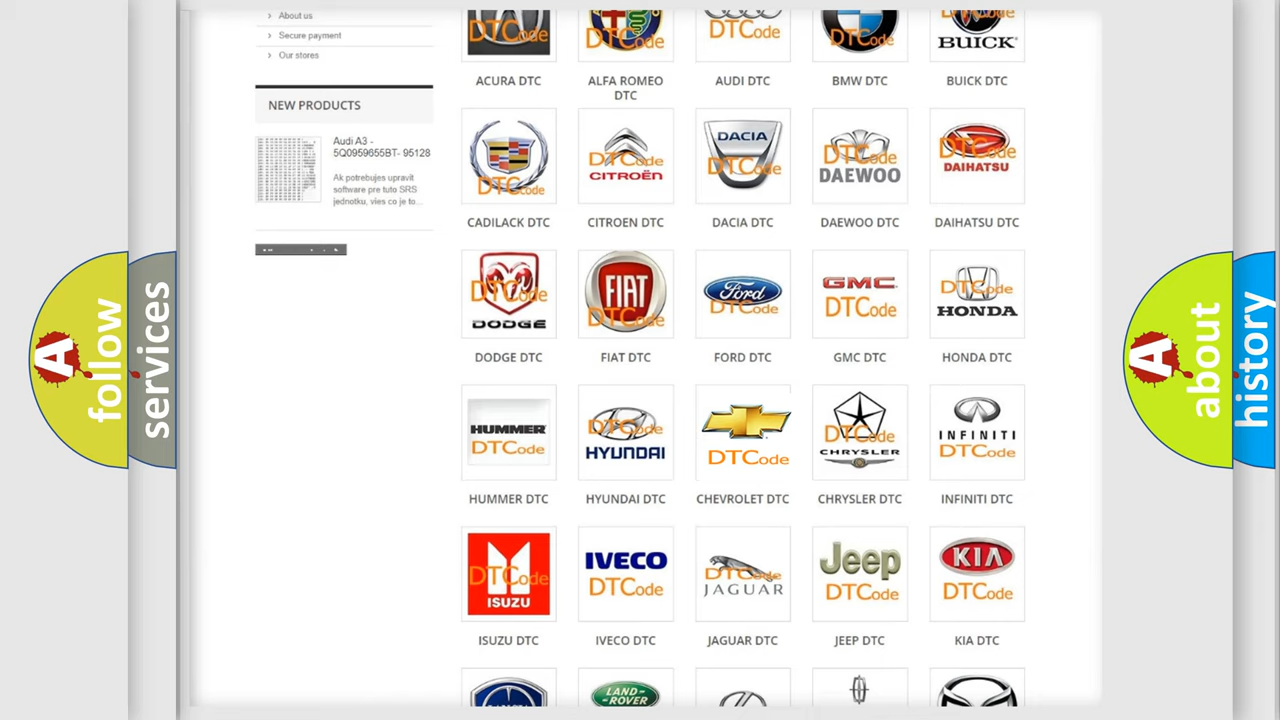 About us
Secure payment
Our stores
NEW PRODUCTS
Audi A3 -
5Q0959655BT- 95128
Ak potrebujes upravit
software pre tuto SRS
jednotku, vies co je to...
DTCode DTCode DTCode DTCode BUICK
ACURA DTC
ALFA ROMEO
DTC
AUDI DTC
BMW DTC
BUICK DTC
DTCode
DTCode
CITROËN
DACIA
DTCode
DTCode
DAEWOO
DTCode
DAIHATSU
CADILACK DTC
CITROEN DTC
DACIA DTC
DAEWOO DTC
DAIHATSU DTC
DTCode
DODGE
FIAT
DTCode
Ford
DTCode
GMC
DTCode
DTCode
HONDA
DODGE DTC
FIAT DTC
FORD DTC
GMC DTC
HONDA DTC
HUMMER
DTCode
DTCode
HYUNDAI
DTCode
DTCode
CHRYSLER
INFINITI
DTCode
HUMMER DTC
HYUNDAI DTC
CHEVROLET DTC
CHRYSLER DTC
INFINITI DTC
DTCode
ISUZU
IVECO
DTCode
DTCode
JAGUAR
Jeep
DTCode
KIA
DTCode
ISUZU DTC
IVECO DTC
JAGUAR DTC
JEEP DTC
KIA DTC
LAND-
ROVER
A
follow
services
A
about
history